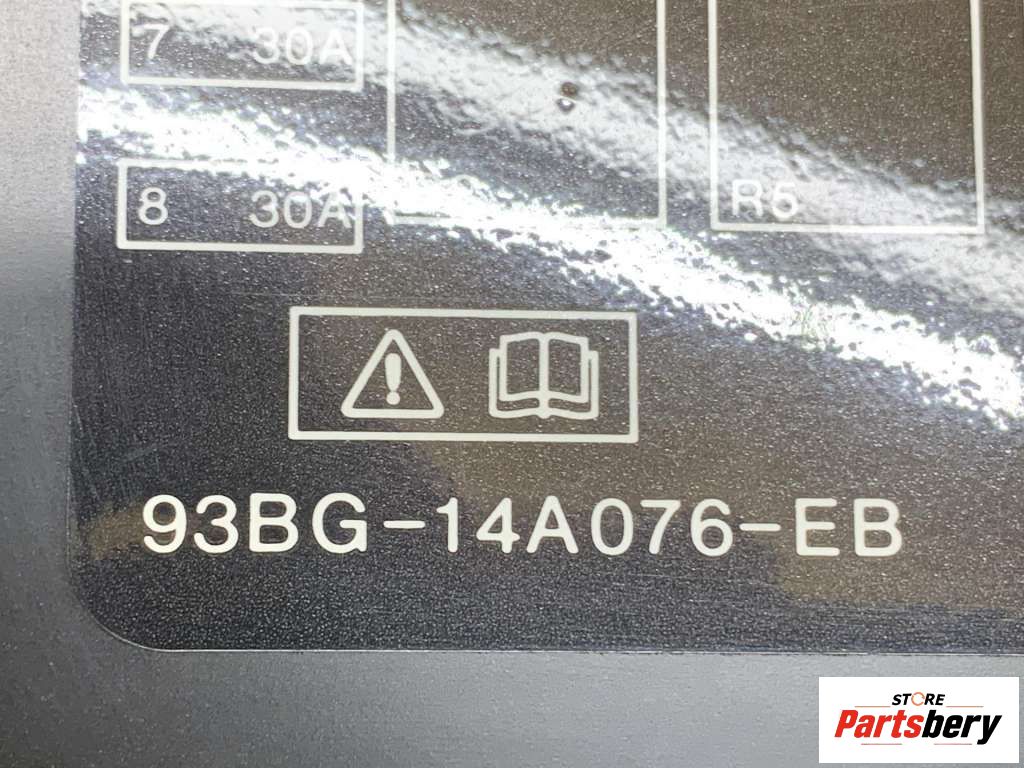 7 30A
8 30A
R5
93BG-14A076-EB
STORE
Partsbery